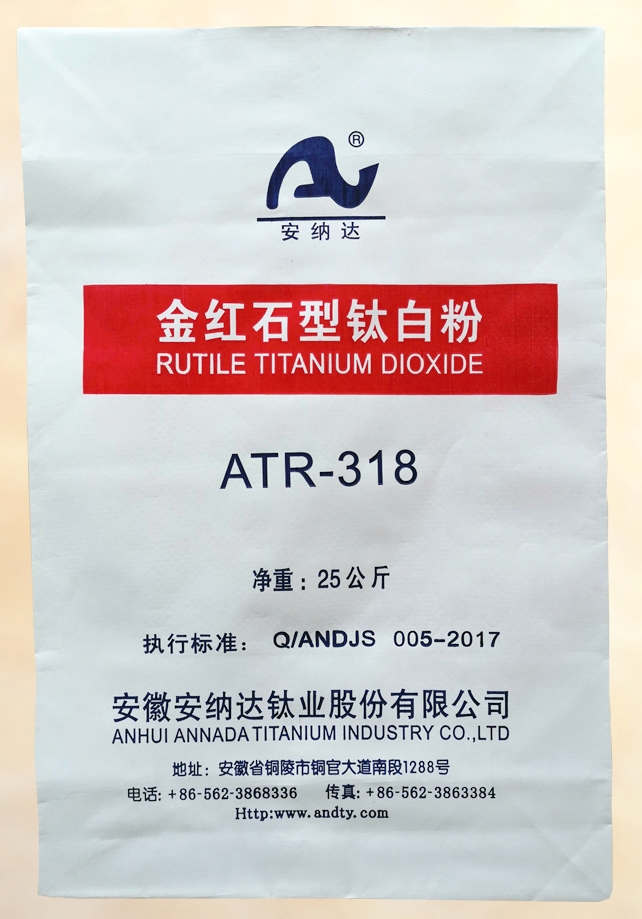 ®
安纳达
金红石型钛白粉
RUTILE TITANIUM DIOXIDE
ATR-318
净重：25公斤
执行标准： Q/ANDJS 005-2017
安徽安纳达钛业股份有限公司
ANHUI ANNADA TITANIUM INDUSTRY CO.,LTD
地址：安徽省铜陵市铜官大道南段1288号
电话: +86-562-3868336 传真: +86-562-3863384
Http:www.andty.com